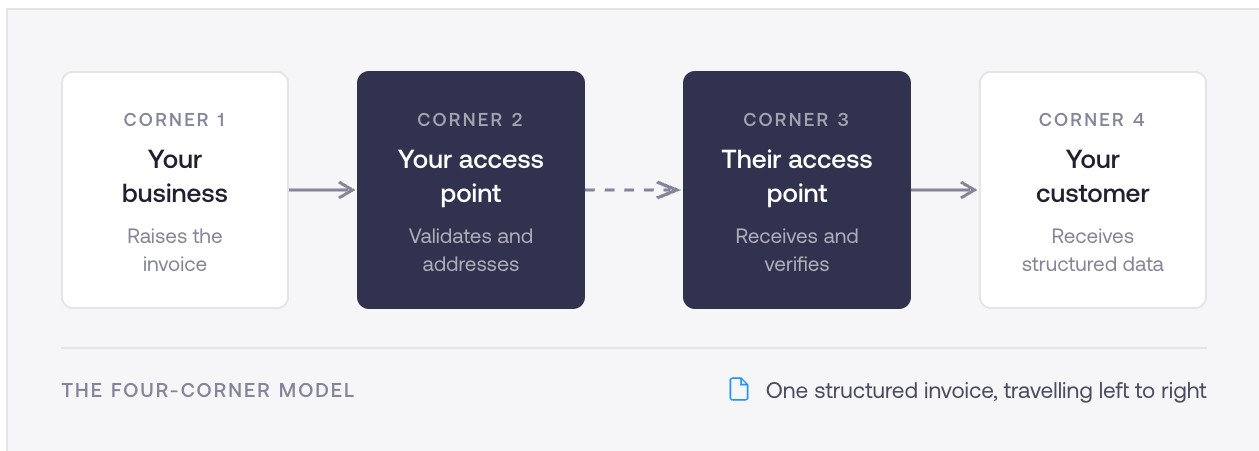 CORNER 1
Your
business
Raises the
invoice
CORNER 2
Your access
point
Validates and
addresses
CORNER 3
Their access
point
Receives and
verifies
CORNER 4
Your
customer
Receives
structured data
THE FOUR-CORNER MODEL
One structured invoice, travelling left to right